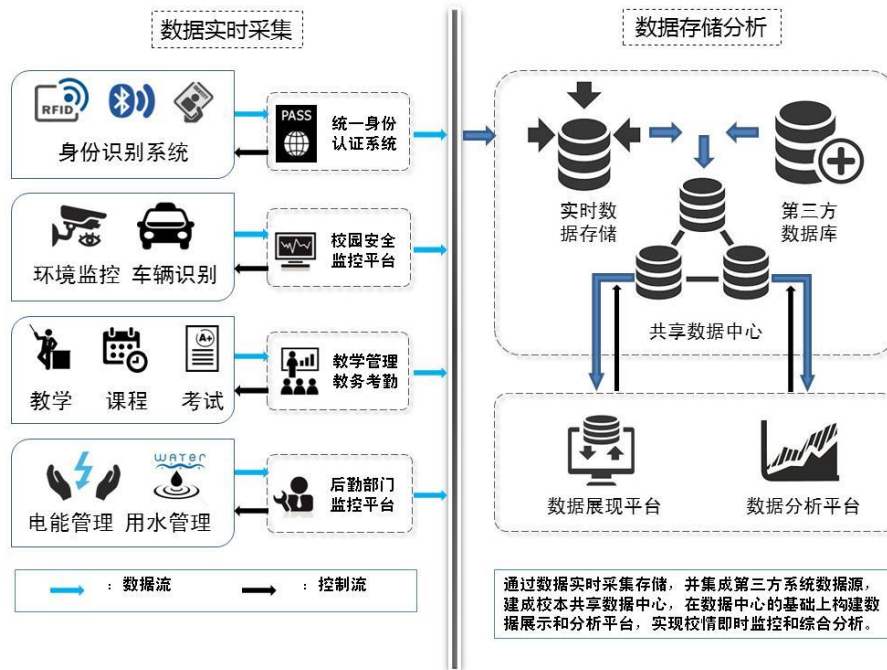 数据实时采集
RFID
身份识别系统
PASS
统一身份
认证系统
环境监控
车辆识别
校园安全
监控平台
A+
教学
课程
考试
教学管理
教务考勤
WATER
电能管理
用水管理
后勤部门
监控平台
：数据流
：控制流
数据存储分析
实时数
据存储
第三方
数据库
共享数据中心
数据展现平台
数据分析平台
通过数据实时采集存储，并集成第三方系统数据源，
建成校本共享数据中心，在数据中心的基础上构建数
据展示和分析平台，实现校情即时监控和综合分析。